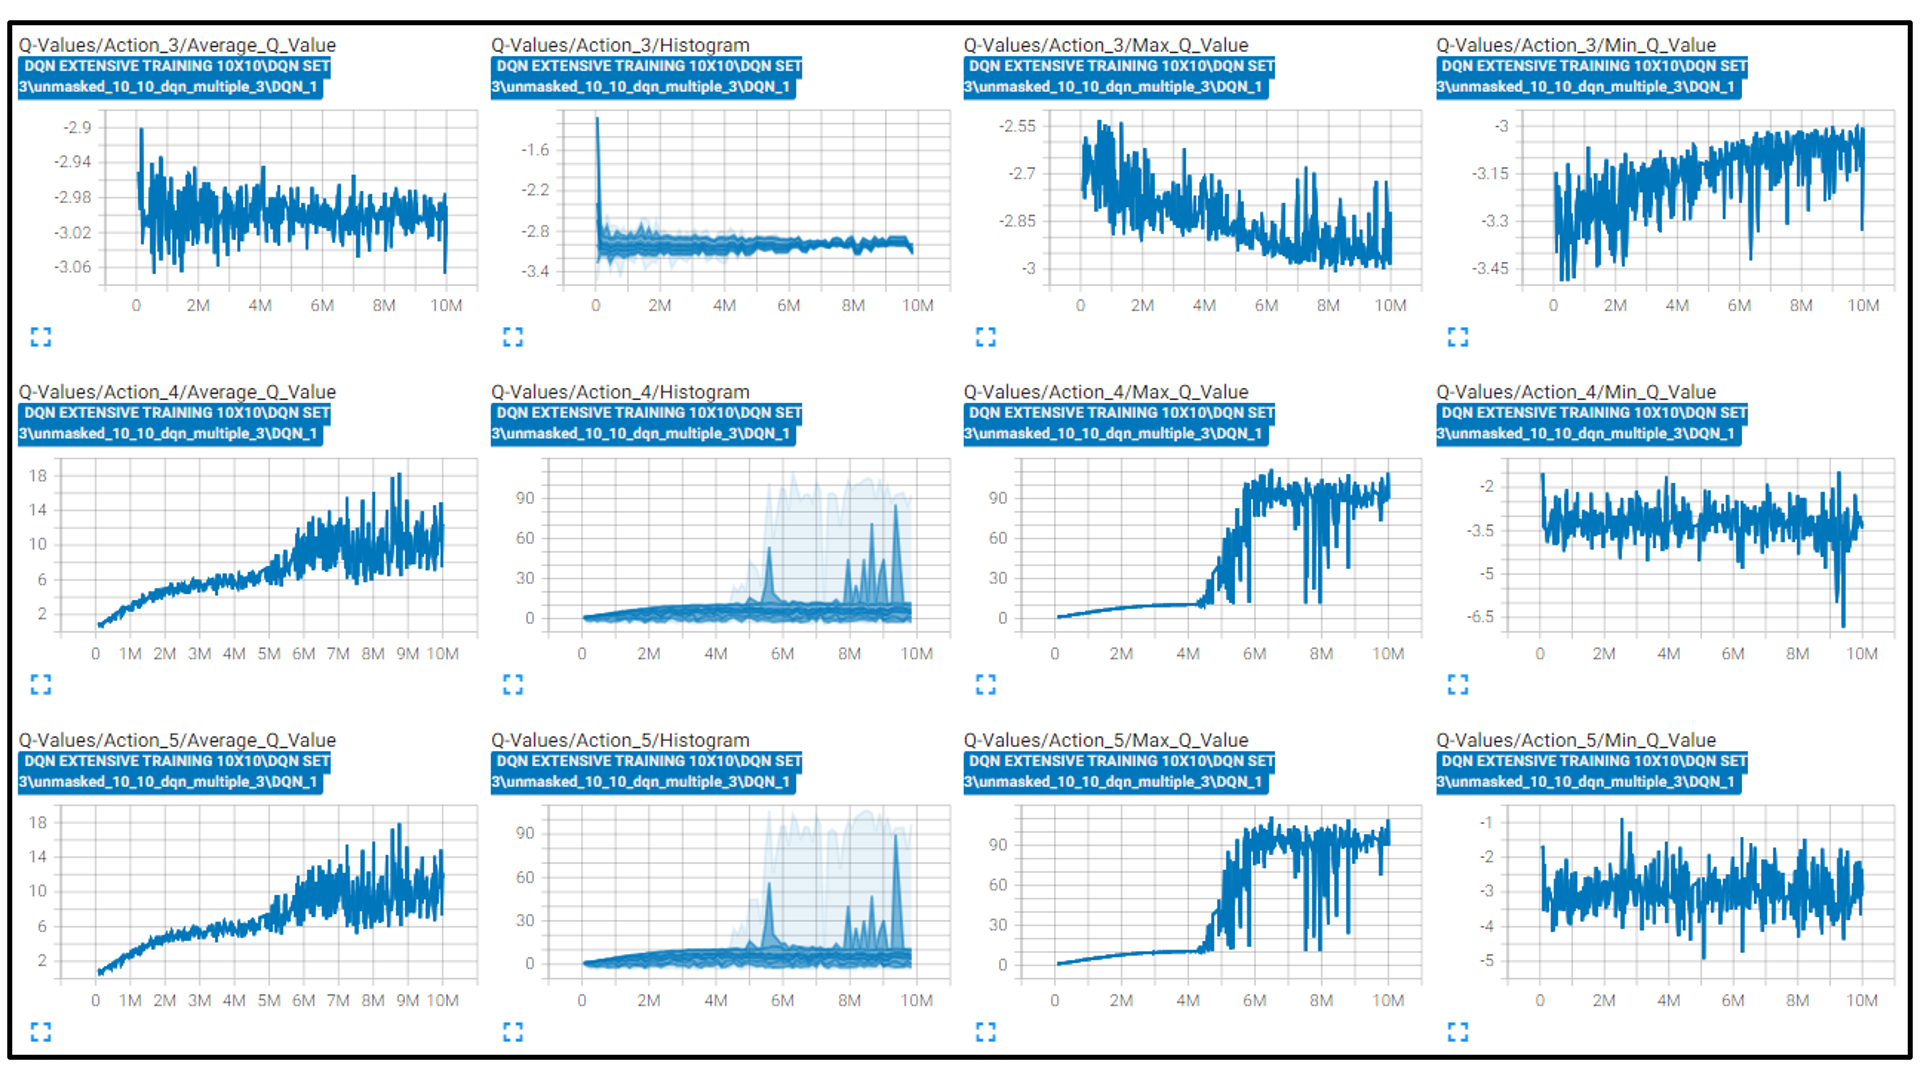 Q-Values/Action_3/Average_Q_Value
DQN EXTENSIVE TRAINING 10X10\DQN SET
3\unmasked_10_10_dqn_multiple_3\DQN_1
-2.9
-2.94
-2.98
-3.02
-3.06
0 2M 4M 6M 8M 10M
Q-Values/Action_3/Histogram
DQN EXTENSIVE TRAINING 10X10\DQN SET
3\unmasked_10_10_dqn_multiple_3\DQN_1
-1.6
-2.2
-2.8
-3.4
0 2M 4M 6M 8M 10M
Q-Values/Action_3/Max_Q_Value
DQN EXTENSIVE TRAINING 10X10\DQN SET
3\unmasked_10_10_dqn_multiple_3\DQN_1
-2.55
-2.7
-2.85
-3
0 2M 4M 6M 8M 10M
Q-Values/Action_3/Min_Q_Value
DQN EXTENSIVE TRAINING 10X10\DQN SET
3\unmasked_10_10_dqn_multiple_3\DQN_1
-3
-3.15
-3.3
-3.45
0 2M 4M 6M 8M 10M
Q-Values/Action_4/Average_Q_Value
DQN EXTENSIVE TRAINING 10X10\DQN SET
3\unmasked_10_10_dqn_multiple_3\DQN_1
18
14
10
6
2
0 1M 2M 3M 4M 5M 6M 7M 8M 9M 10M
Q-Values/Action_4/Histogram
DQN EXTENSIVE TRAINING 10X10\DQN SET
3\unmasked_10_10_dqn_multiple_3\DQN_1
90
60
30
0
0 2M 4M 6M 8M 10M
Q-Values/Action_4/Max_Q_Value
DQN EXTENSIVE TRAINING 10X10\DQN SET
3\unmasked_10_10_dqn_multiple_3\DQN_1
90
60
30
0
0 2M 4M 6M 8M 10M
Q-Values/Action_4/Min_Q_Value
DQN EXTENSIVE TRAINING 10X10\DQN SET
3\unmasked_10_10_dqn_multiple_3\DQN_1
-2
-3.5
-5
-6.5
0 2M 4M 6M 8M 10M
Q-Values/Action_5/Average_Q_Value
DQN EXTENSIVE TRAINING 10X10\DQN SET
3\unmasked_10_10_dqn_multiple_3\DQN_1
18
14
10
6
2
0 1M 2M 3M 4M 5M 6M 7M 8M 9M 10M
Q-Values/Action_5/Histogram
DQN EXTENSIVE TRAINING 10X10\DQN SET
3\unmasked_10_10_dqn_multiple_3\DQN_1
90
60
30
0
0 2M 4M 6M 8M 10M
Q-Values/Action_5/Max_Q_Value
DQN EXTENSIVE TRAINING 10X10\DQN SET
3\unmasked_10_10_dqn_multiple_3\DQN_1
90
60
30
0
0 2M 4M 6M 8M 10M
Q-Values/Action_5/Min_Q_Value
DQN EXTENSIVE TRAINING 10X10\DQN SET
3\unmasked_10_10_dqn_multiple_3\DQN_1
-1
-2
-3
-4
-5
0 2M 4M 6M 8M 10M